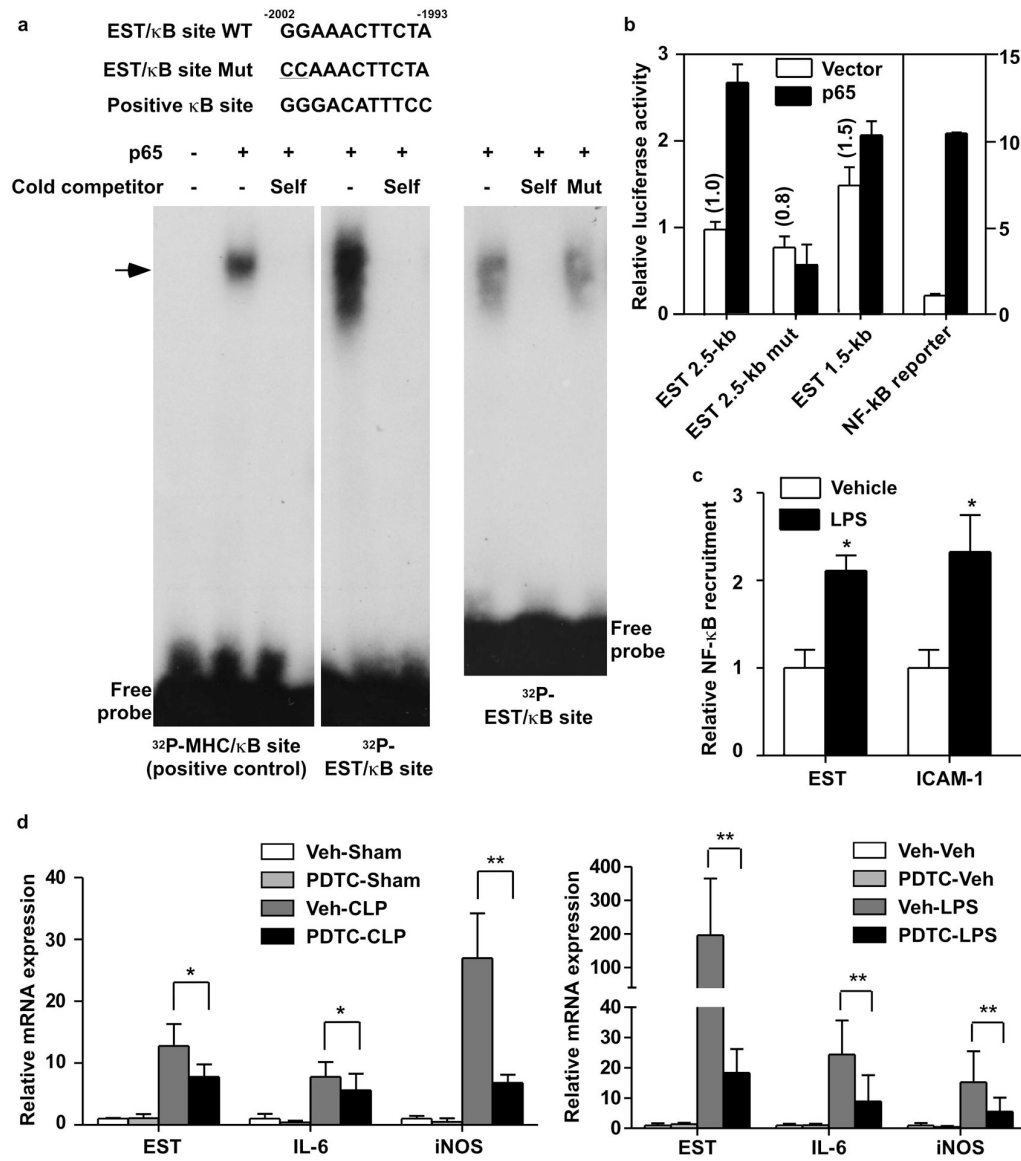 a
-2002 -1993
EST/κB site WT GGAAACTTCTA
EST/κB site Mut CCAAACTTCTA
Positive κB site GGGACATTTCC
p65 - + + + + + + +
Cold competitor - - Self - Self - Self Mut
Free probe
Free probe
³²P-MHC/κB site (positive control)
³²P-EST/κB site
³²P-EST/κB site
b
Relative luciferase activity
3
2
1
0
15
10
5
0
Vector
p65
(1.0)
(0.8)
(1.5)
EST 2.5-kb
EST 2.5-kb mut
EST 1.5-kb
NF-kB reporter
c
Relative NF-κB recruitment
3
2
1
0
Vehicle
LPS
*
*
EST
ICAM-1
d
Relative mRNA expression
40
30
20
10
0
Veh-Sham
PDTC-Sham
Veh-CLP
PDTC-CLP
*
*
**
EST
IL-6
iNOS
Relative mRNA expression
400
300
200
100
50
40
30
20
10
0
Veh-Veh
PDTC-Veh
Veh-LPS
PDTC-LPS
**
**
**
EST
IL-6
iNOS